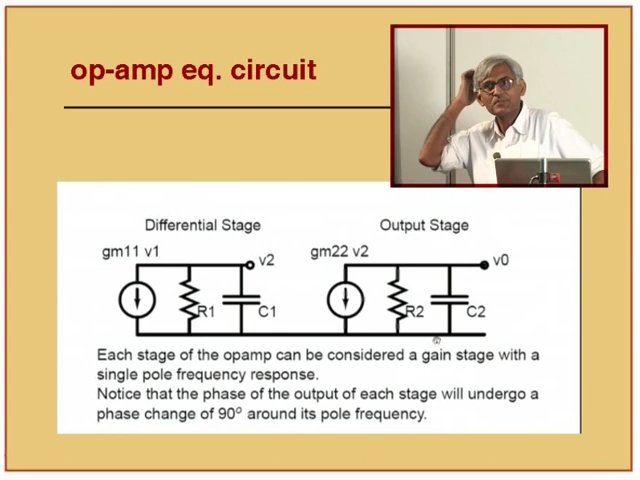 op-amp eq. circuit
Differential Stage
Output Stage
gm11 v1
v2
gm22 v2
v0
R1
C1
R2
C2
Each stage of the opamp can be considered a gain stage with a
single pole frequency response.
Notice that the phase of the output of each stage will undergo a
phase change of 90º around its pole frequency.